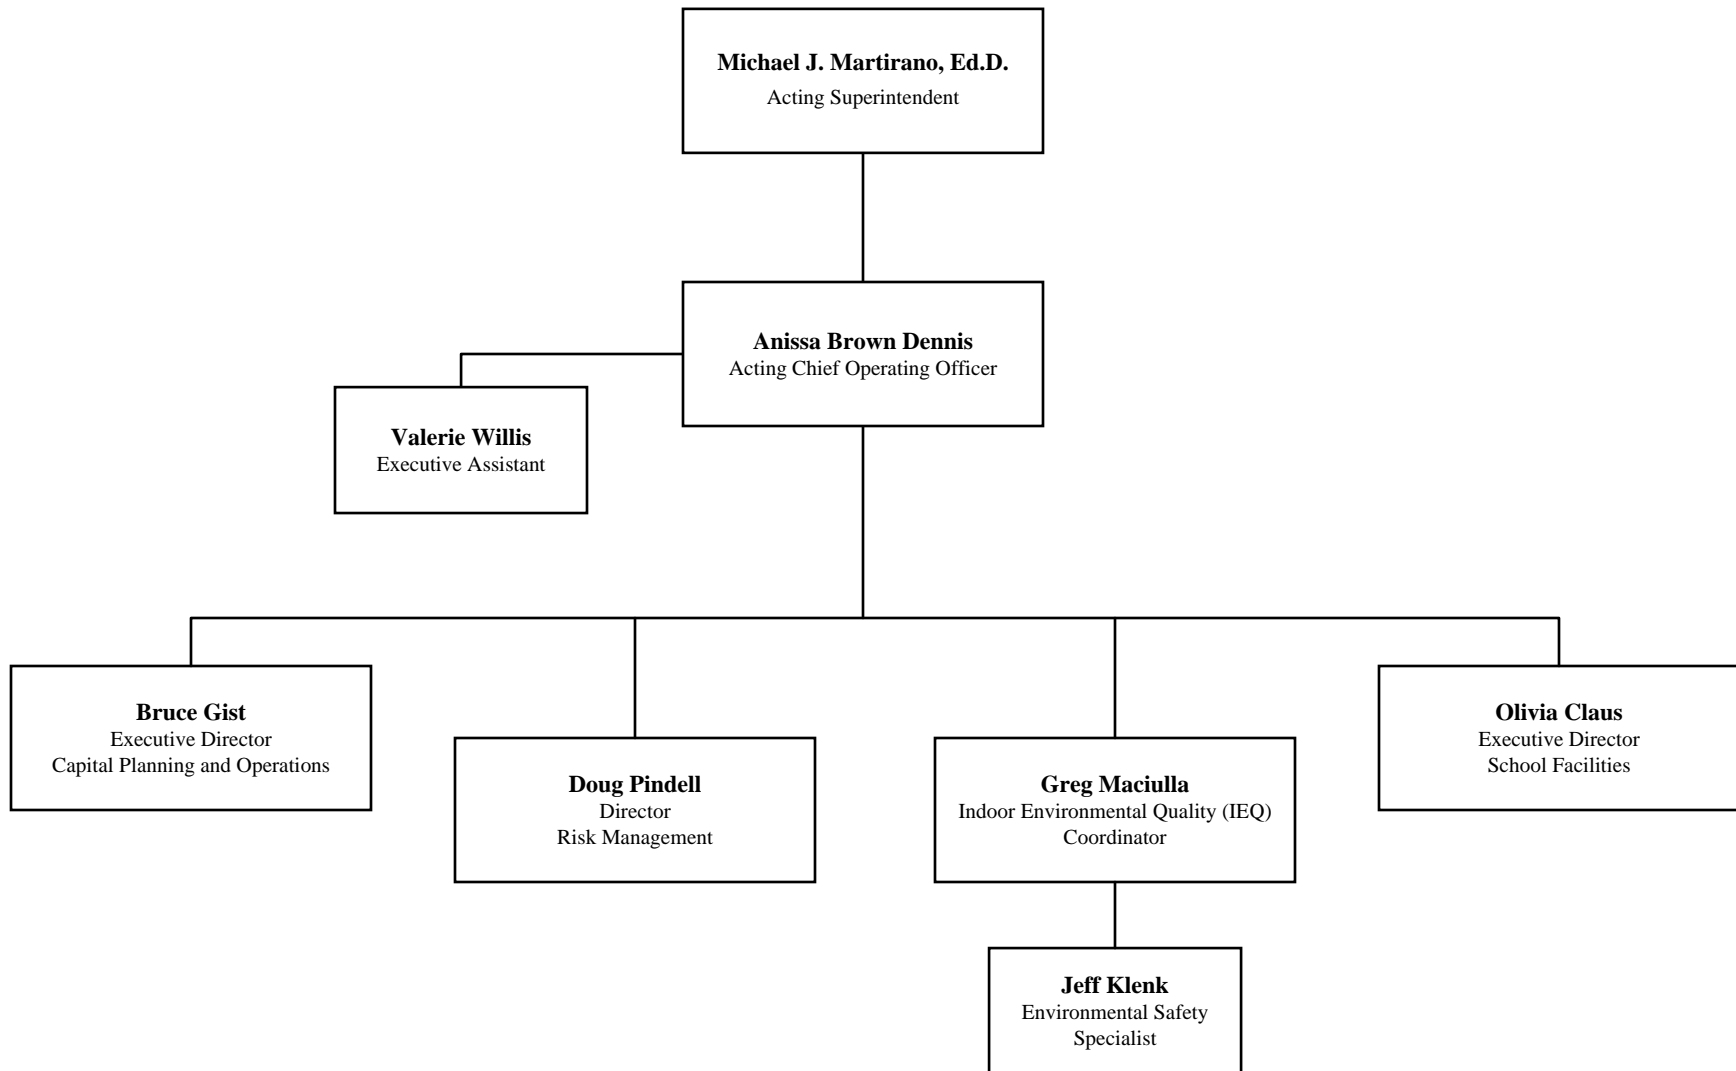 Michael J. Martirano, Ed.D.
Acting Superintendent
Anissa Brown Dennis
Acting Chief Operating Officer
Valerie Willis
Executive Assistant
Bruce Gist
Executive Director
Capital Planning and Operations
Doug Pindell
Director
Risk Management
Greg Maciulla
Indoor Environmental Quality (IEQ)
Coordinator
Olivia Claus
Executive Director
School Facilities
Jeff Klenk
Environmental Safety
Specialist